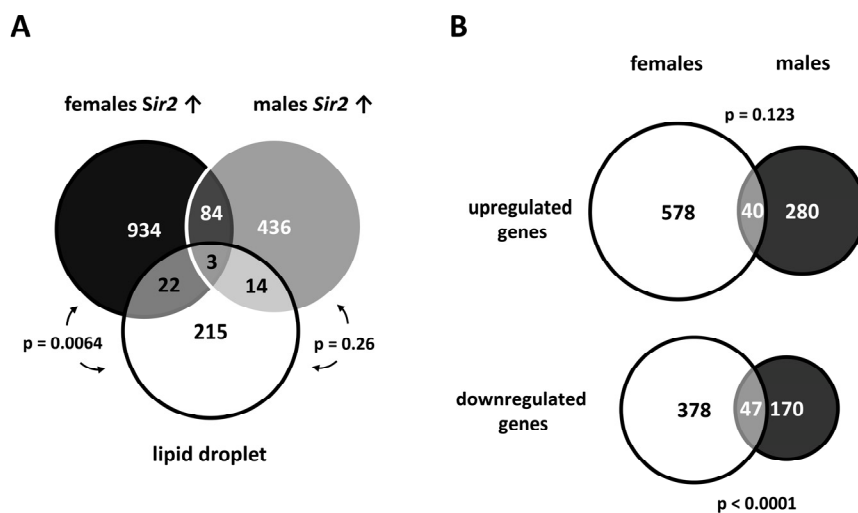 A
B
females males
females Sir2 ↑ males Sir2 ↑
p = 0.123
84
934 436
3
22 14
215
p = 0.0064 p = 0.26
lipid droplet
upregulated
genes
578 40 280
downregulated
genes
378 47 170
p < 0.0001